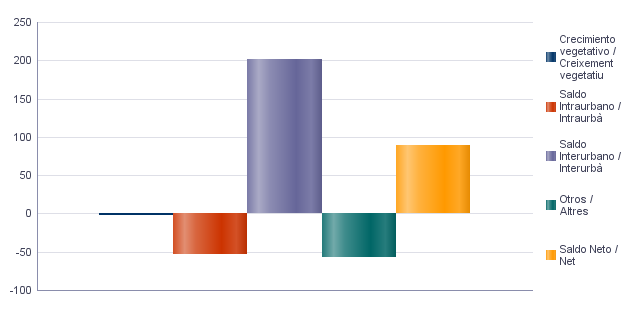 250
200
150
100
50
0
-50
-100
Crecimiento
vegetativo /
Creixement
vegetatiu
Saldo
Intraurbano /
Intraurbà
Saldo
Interurbano /
Interurbà
Otros /
Altres
Saldo Neto /
Net